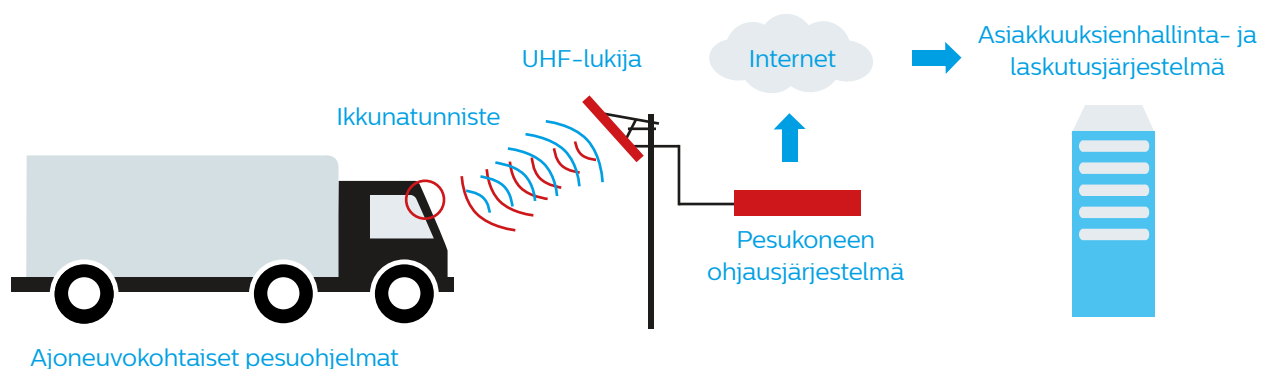 UHF-lukija
Internet
Asiakkuuksienhallinta- ja
laskutusjärjestelmä
Ikkunatunniste
Pesukoneen
ohjausjärjestelmä
Ajoneuvokohtaiset pesuohjelmat